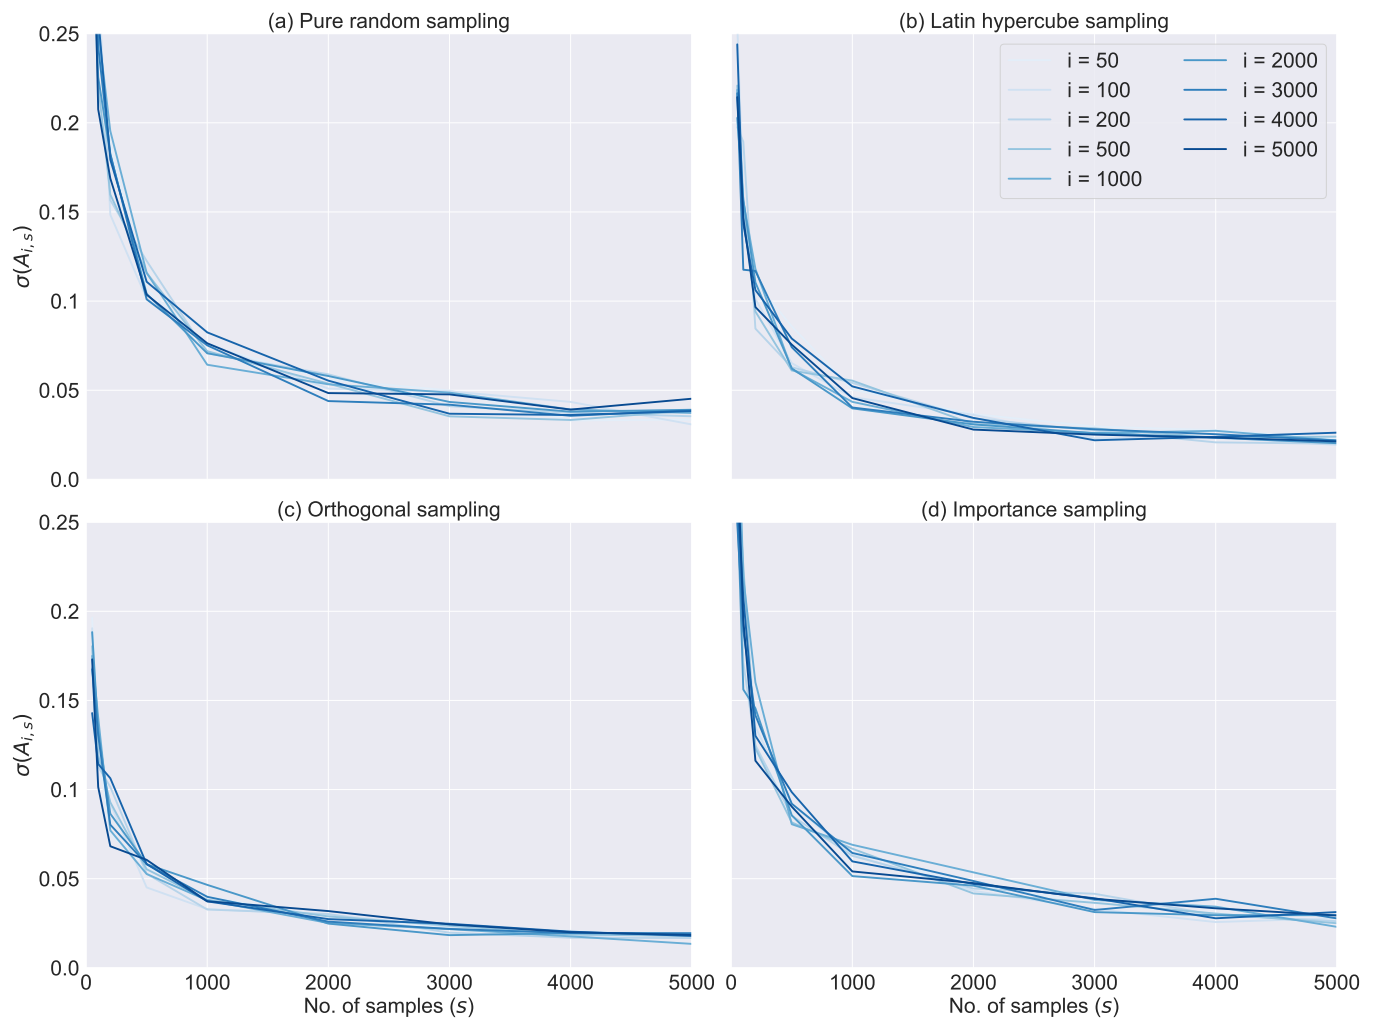 (a) Pure random sampling
(b) Latin hypercube sampling
0.25
0.2
0.15
0.1
0.05
0.0
σ(A_{i, s})
i = 50
i = 100
i = 200
i = 500
i = 1000
i = 2000
i = 3000
i = 4000
i = 5000
(c) Orthogonal sampling
(d) Importance sampling
0.25
0.2
0.15
0.1
0.05
0.0
σ(A_{i, s})
0 1000 2000 3000 4000 5000
No. of samples (s)
0 1000 2000 3000 4000 5000
No. of samples (s)